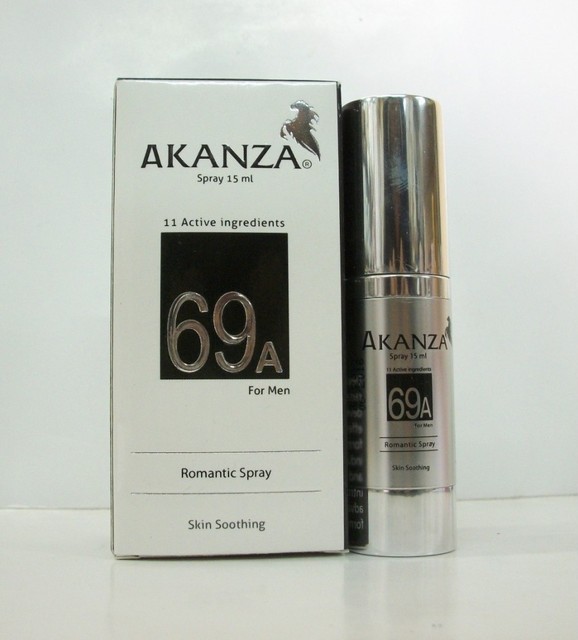 AKANZA®
Spray 15 ml
11 Active ingredients
69A
For Men
Romantic Spray
Skin Soothing
AKANZA
Spray 15 ml
11 Active ingredients
69A
For Men
Romantic Spray
Skin Soothing